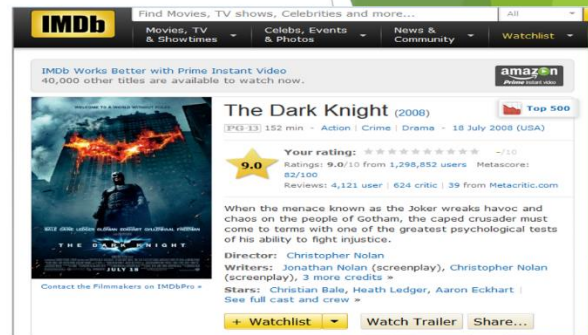 IMDb
Find Movies, TV shows, Celebrities and more...
All
Movies, TV & Showtimes
Celebs, Events & Photos
News & Community
Watchlist
IMDb Works Better with Prime Instant Video
40,000 other titles are available to watch now.
amazon
Prime instant video
WELCOME TO A WORLD WITHOUT RULES.
THE DARK KNIGHT
JULY 18
Contact the Filmmakers on IMDbPro »
The Dark Knight (2008)
Top 500
PG-13 152 min - Action | Crime | Drama - 18 July 2008 (USA)
9.0
Your rating: -/10
Ratings: 9.0/10 from 1,298,852 users Metascore:
82/100
Reviews: 4,121 user | 624 critic | 39 from Metacritic.com
When the menace known as the Joker wreaks havoc and
chaos on the people of Gotham, the caped crusader must
come to terms with one of the greatest psychological tests
of his ability to fight injustice.
Director: Christopher Nolan
Writers: Jonathan Nolan (screenplay), Christopher Nolan
(screenplay), 3 more credits »
Stars: Christian Bale, Heath Ledger, Aaron Eckhart |
See full cast and crew »
+ Watchlist
Watch Trailer
Share...